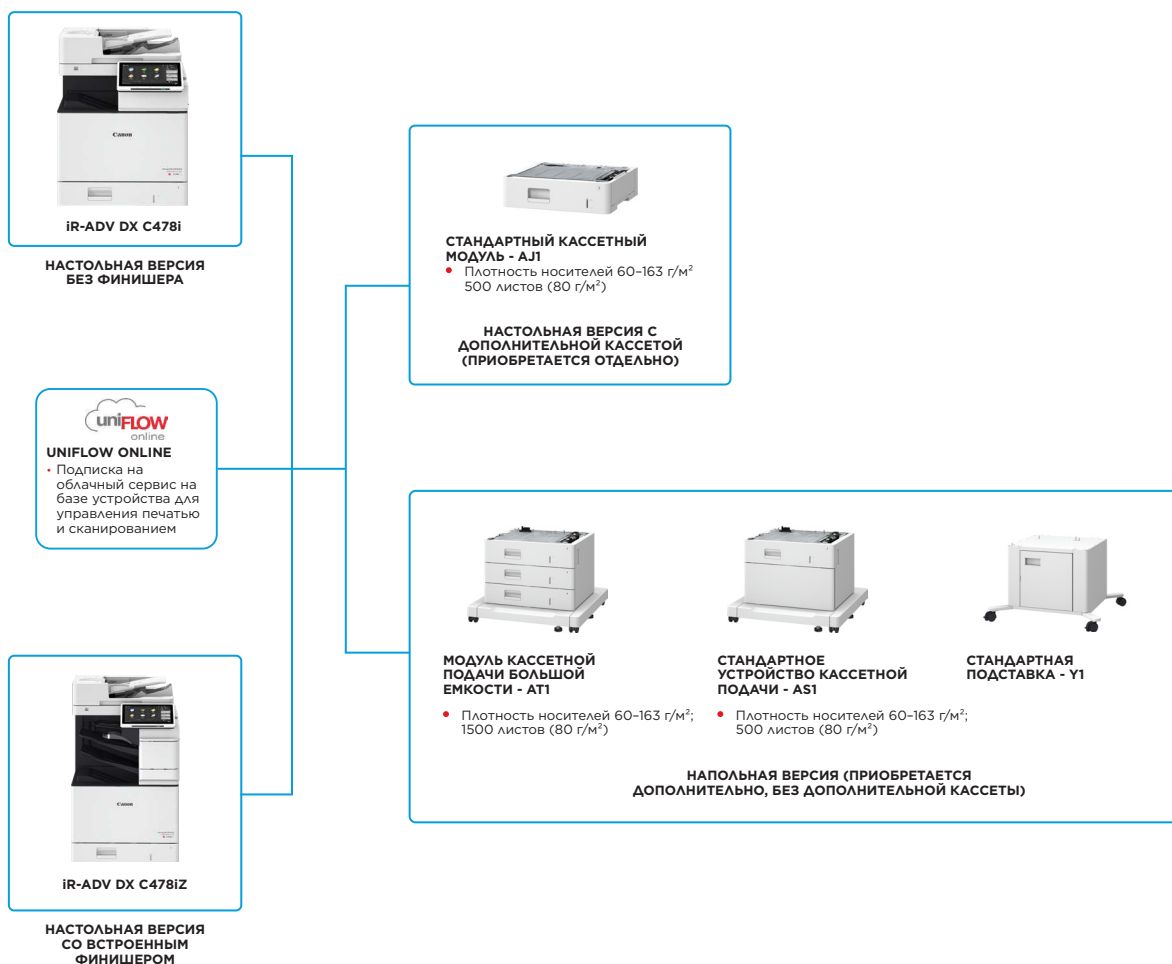 Canon
iR-ADV DX C478i
НАСТОЛЬНАЯ ВЕРСИЯ
БЕЗ ФИНИШЕРА
СТАНДАРТНЫЙ КАССЕТНЫЙ
МОДУЛЬ - AJ1
• Плотность носителей 60–163 г/м²
500 листов (80 г/м²)
НАСТОЛЬНАЯ ВЕРСИЯ С
ДОПОЛНИТЕЛЬНОЙ КАССЕТОЙ
(ПРИОБРЕТАЕТСЯ ОТДЕЛЬНО)
uniFLOW
online
UNIFLOW ONLINE
• Подписка на
облачный сервис на
базе устройства для
управления печатью
и сканированием
МОДУЛЬ КАССЕТНОЙ
ПОДАЧИ БОЛЬШОЙ
ЕМКОСТИ - AT1
• Плотность носителей 60–163 г/м²;
1500 листов (80 г/м²)
СТАНДАРТНОЕ
УСТРОЙСТВО КАССЕТНОЙ
ПОДАЧИ - AS1
• Плотность носителей 60–163 г/м²;
500 листов (80 г/м²)
СТАНДАРТНАЯ
ПОДСТАВКА - Y1
НАПОЛЬНАЯ ВЕРСИЯ (ПРИОБРЕТАЕТСЯ
ДОПОЛНИТЕЛЬНО, БЕЗ ДОПОЛНИТЕЛЬНОЙ КАССЕТЫ)
Canon
iR-ADV DX C478iZ
НАСТОЛЬНАЯ ВЕРСИЯ
СО ВСТРОЕННЫМ
ФИНИШЕРОМ